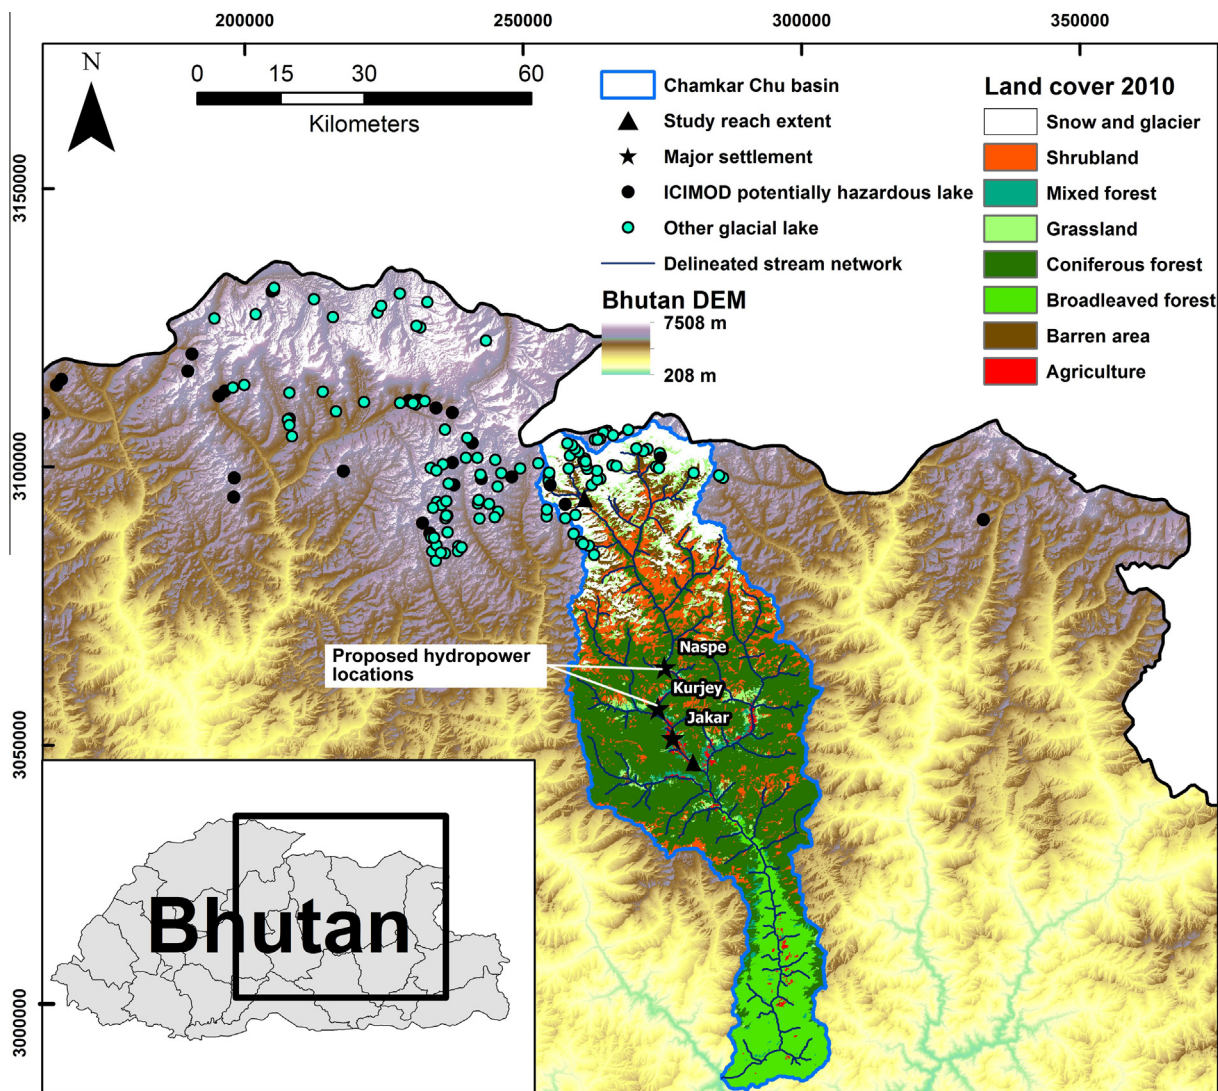 200000
250000
300000
350000
N
0
15
30
60
Kilometers
Chamkar Chu basin
Study reach extent
Major settlement
ICIMOD potentially hazardous lake
Other glacial lake
Delineated stream network
Bhutan DEM
7508 m
208 m
Land cover 2010
Snow and glacier
Shrubland
Mixed forest
Grassland
Coniferous forest
Broadleaved forest
Barren area
Agriculture
3150000
3100000
3050000
3000000
Naspe
Kurjey
Jakar
Proposed hydropower
locations
Bhutan